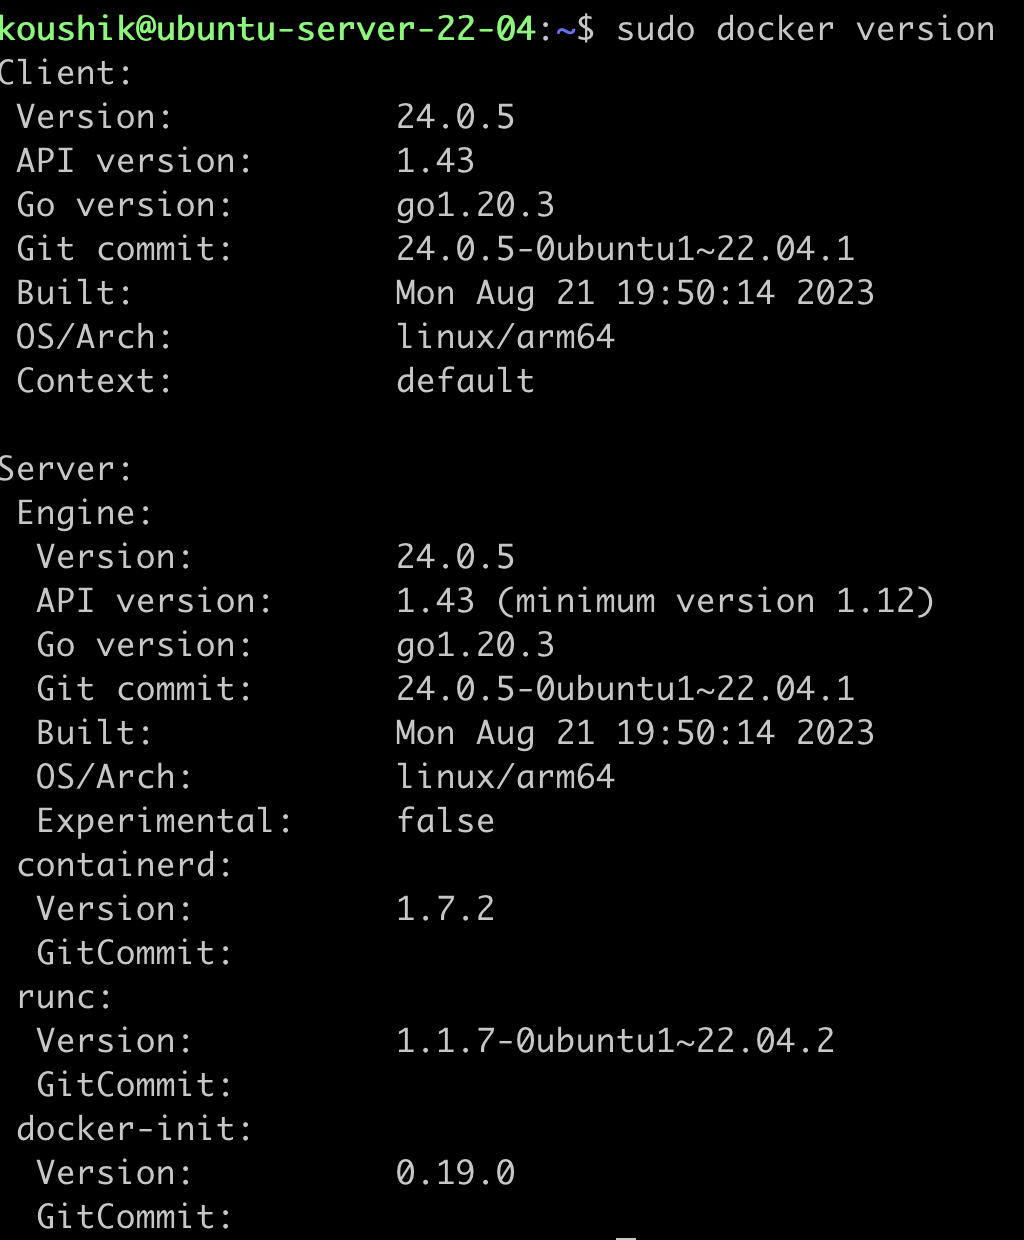 koushik@ubuntu-server-22-04:~$ sudo docker version
Client:
 Version:           24.0.5
 API version:       1.43
 Go version:        go1.20.3
 Git commit:        24.0.5-0ubuntu1~22.04.1
 Built:             Mon Aug 21 19:50:14 2023
 OS/Arch:           linux/arm64
 Context:           default

Server:
 Engine:
  Version:          24.0.5
  API version:      1.43 (minimum version 1.12)
  Go version:       go1.20.3
  Git commit:       24.0.5-0ubuntu1~22.04.1
  Built:            Mon Aug 21 19:50:14 2023
  OS/Arch:          linux/arm64
  Experimental:     false
 containerd:
  Version:          1.7.2
  GitCommit:
 runc:
  Version:          1.1.7-0ubuntu1~22.04.2
  GitCommit:
 docker-init:
  Version:          0.19.0
  GitCommit: